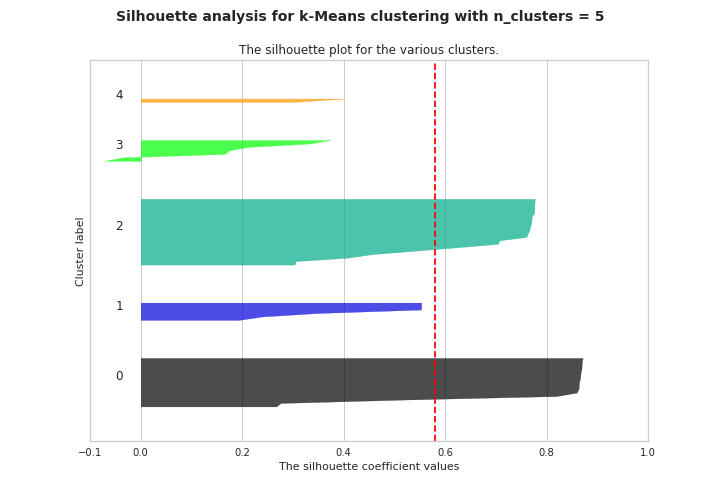 Silhouette analysis for k-Means clustering with n_clusters = 5
The silhouette plot for the various clusters.
4
3
2
1
0
Cluster label
−0.1 0.0 0.2 0.4 0.6 0.8 1.0
The silhouette coefficient values